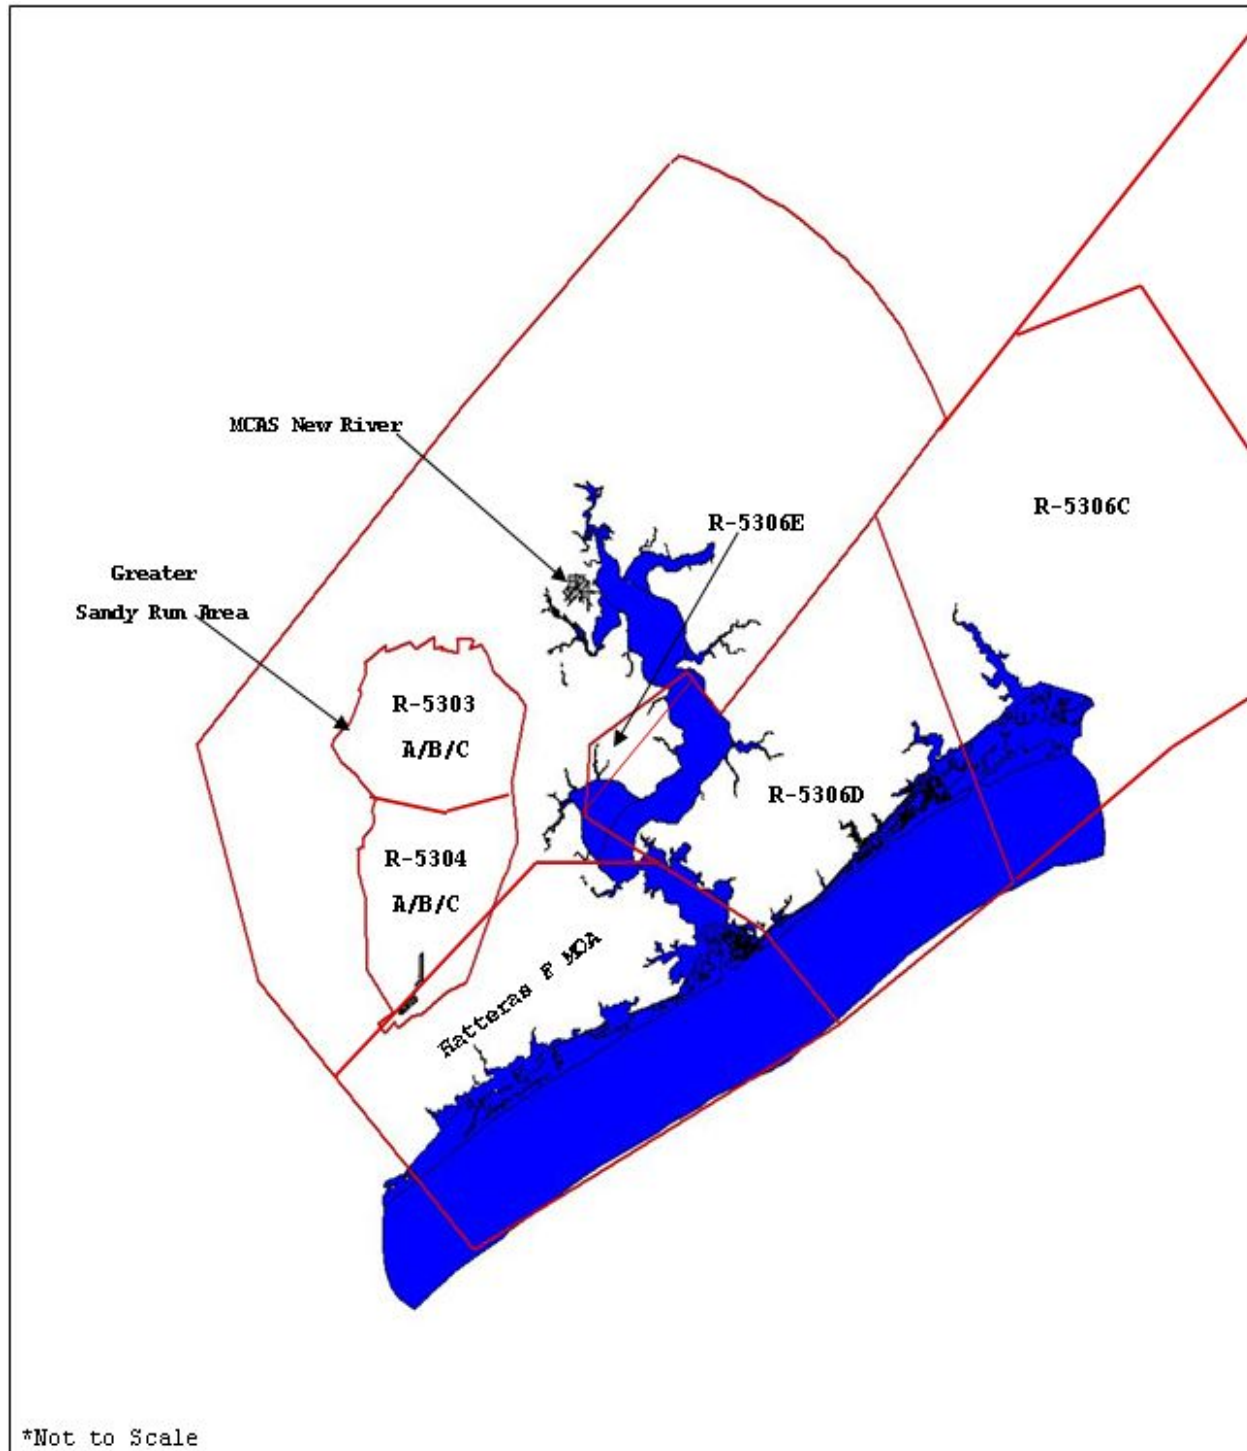 MCAS New River
R-5306C
R-5306E
Greater
Sandy Run Area
R-5303
A/B/C
R-5306D
R-5304
A/B/C
Hatteras F MOA
*Not to Scale